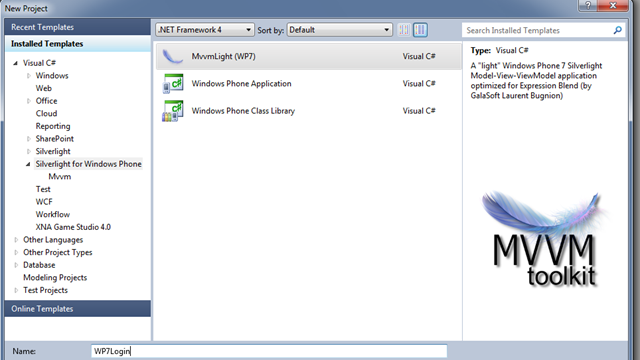 New Project
Recent Templates
Installed Templates
Visual C#
Windows
Web
Office
Cloud
Reporting
SharePoint
Silverlight
Silverlight for Windows Phone
Mvvm
Test
WCF
Workflow
XNA Game Studio 4.0
Other Languages
Other Project Types
Database
Modeling Projects
Test Projects
Online Templates
.NET Framework 4
Sort by: Default
MvvmLight (WP7) Visual C#
Windows Phone Application Visual C#
Windows Phone Class Library Visual C#
Search Installed Templates
Type: Visual C#
A "light" Windows Phone 7 Silverlight
Model-View-ViewModel application
optimized for Expression Blend (by
GalaSoft Laurent Bugnion)
MVVM
toolkit
Name: WP7Login